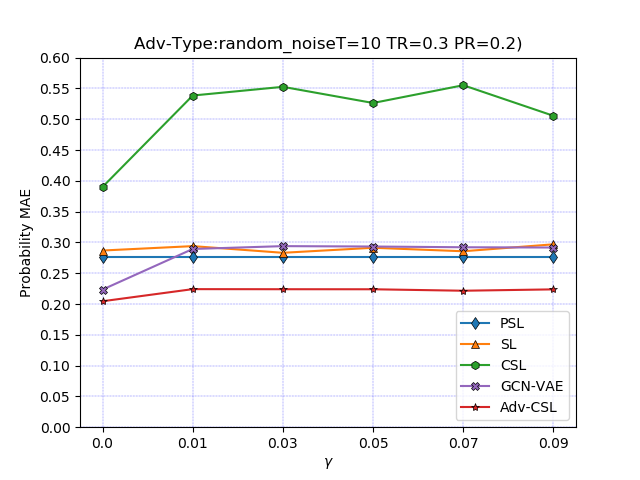 Adv-Type:random_noiseT=10 TR=0.3 PR=0.2)
0.60
0.55
0.50
0.45
0.40
0.35
0.30
0.25
0.20
0.15
0.10
0.05
0.00
Probability MAE
PSL
SL
CSL
GCN-VAE
Adv-CSL
0.0 0.01 0.03 0.05 0.07 0.09
γ